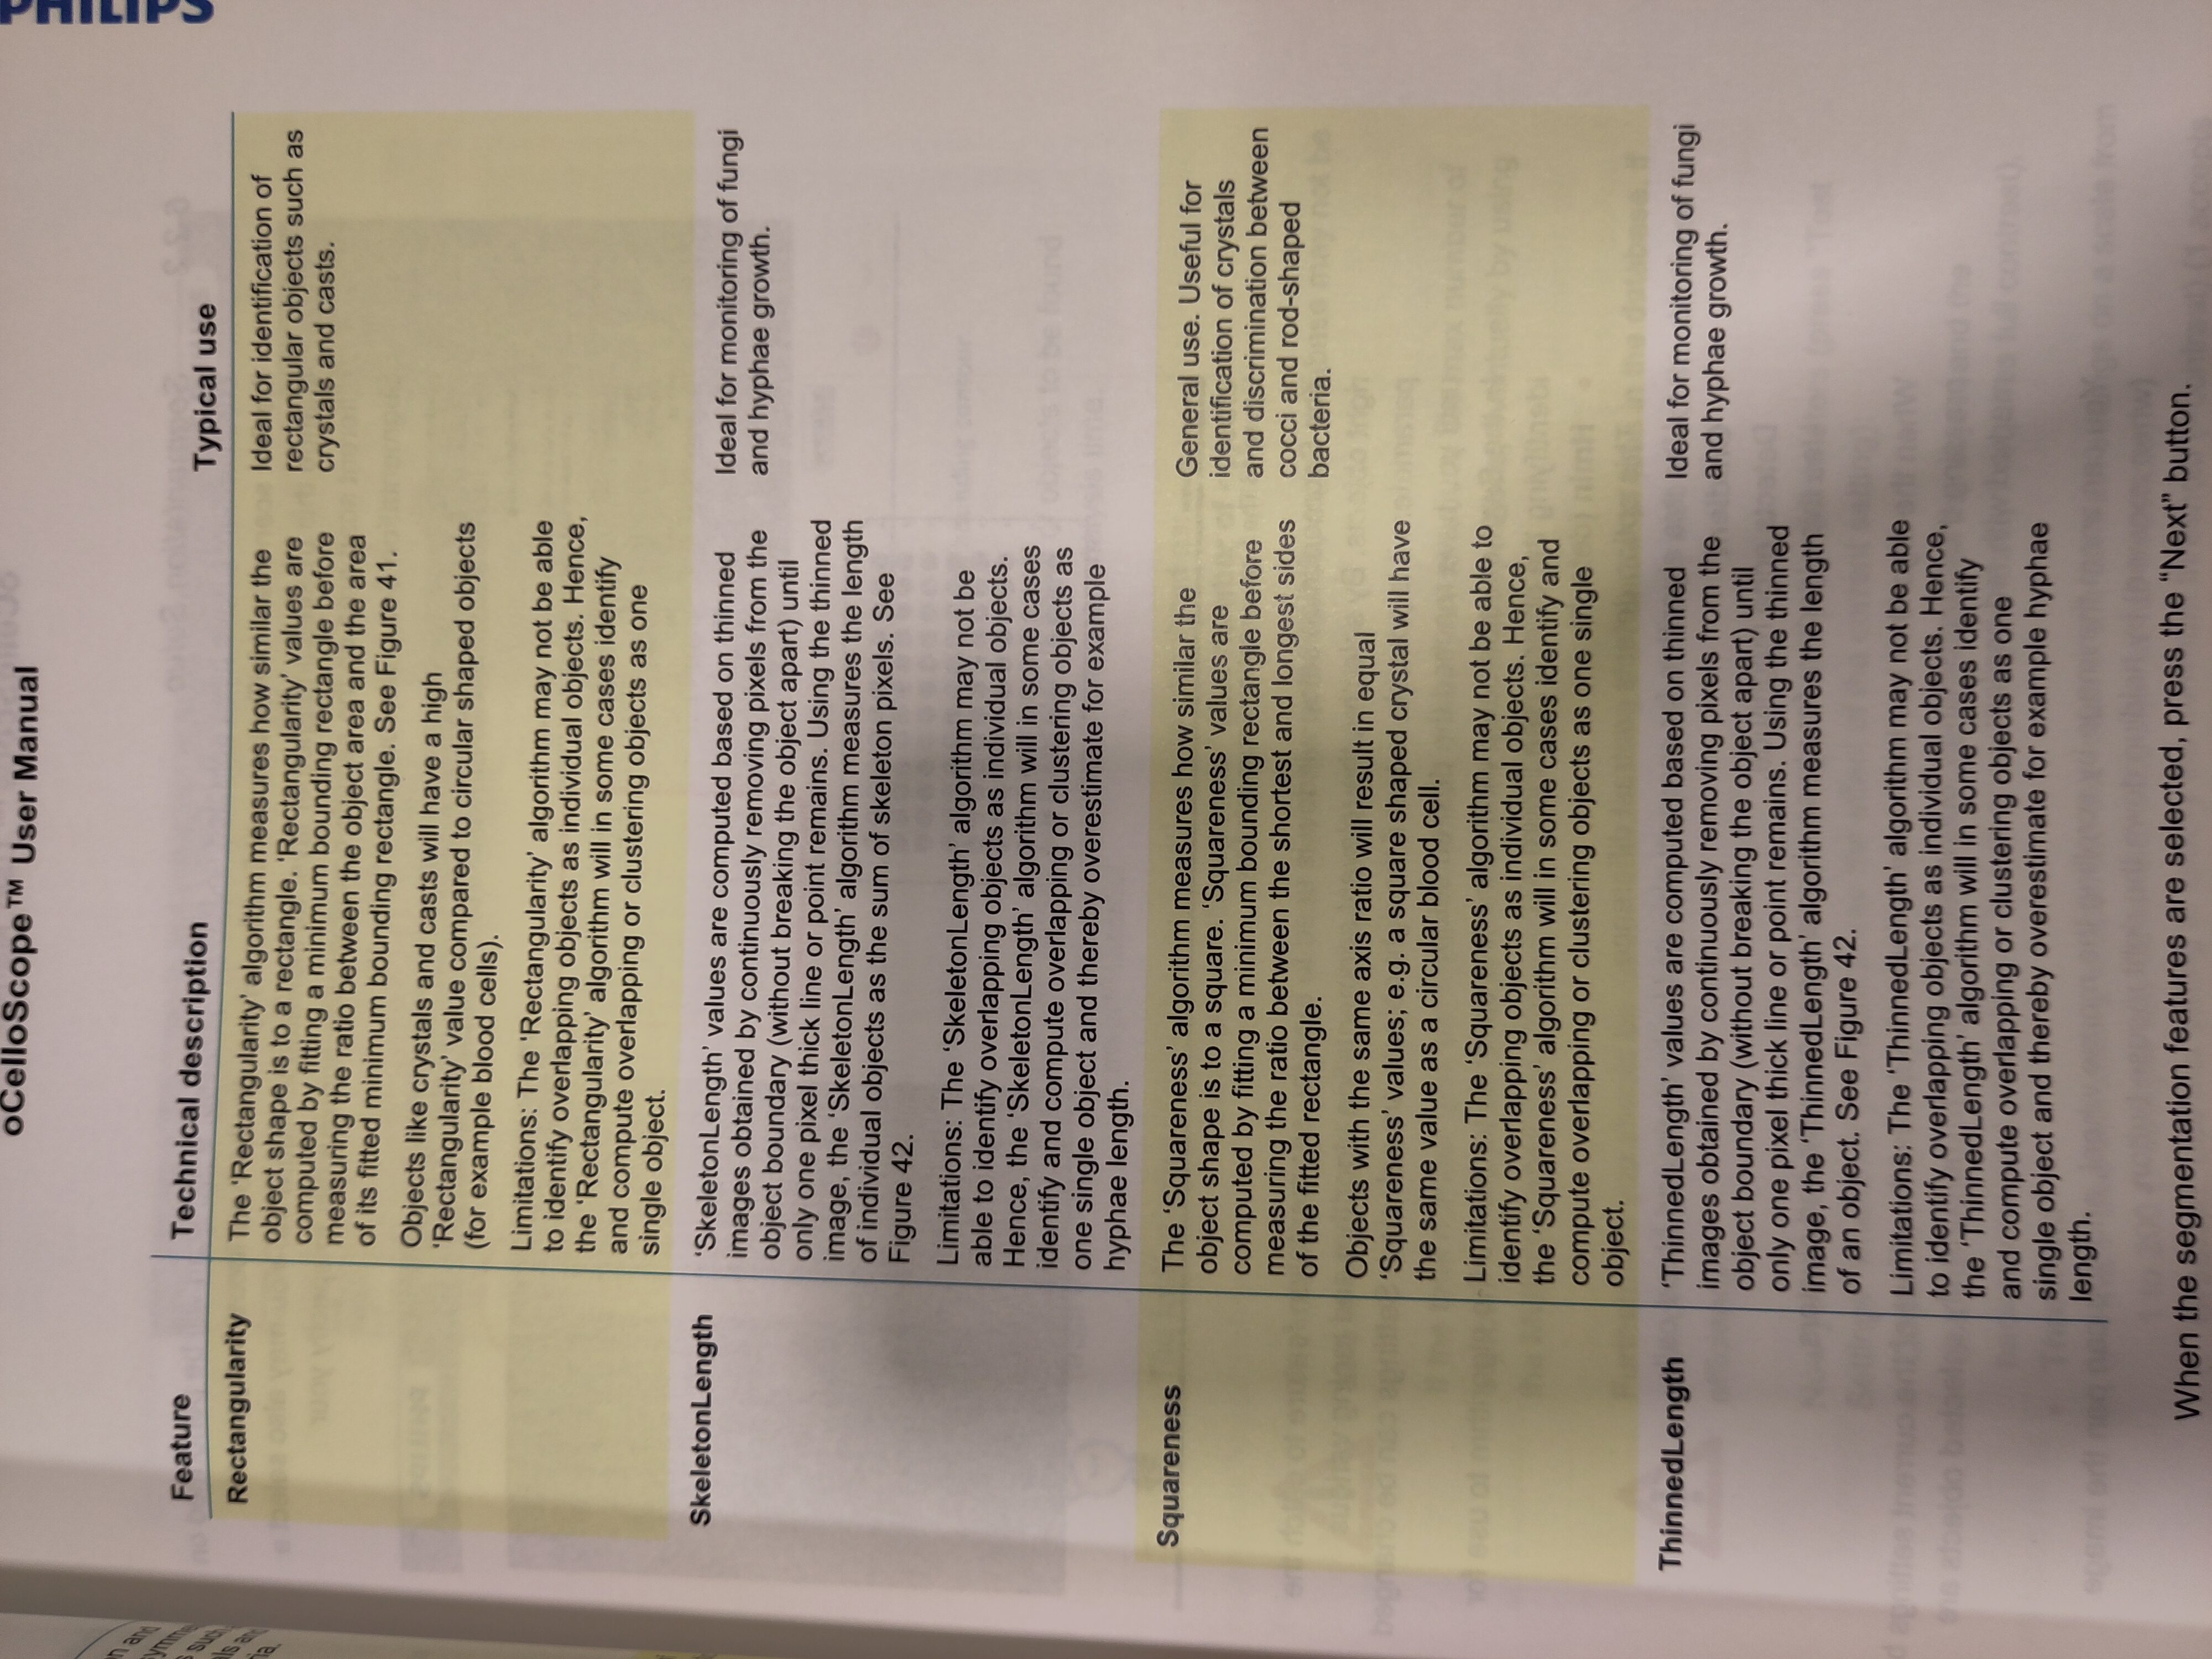 oCelloScope™ User Manual
PHILIPS
Feature
Technical description
Typical use
Rectangularity
The ‘Rectangularity’ algorithm measures how similar the
object shape is to a rectangle. ‘Rectangularity’ values are
computed by fitting a minimum bounding rectangle before
measuring the ratio between the object area and the area
of its fitted minimum bounding rectangle. See Figure 41.
Objects like crystals and casts will have a high
‘Rectangularity’ value compared to circular shaped objects
(for example blood cells).
Limitations: The ‘Rectangularity’ algorithm may not be able
to identify overlapping objects as individual objects. Hence,
the ‘Rectangularity’ algorithm will in some cases identify
and compute overlapping or clustering objects as one
single object.
Ideal for identification of
rectangular objects such as
crystals and casts.
SkeletonLength
‘SkeletonLength’ values are computed based on thinned
images obtained by continuously removing pixels from the
object boundary (without breaking the object apart) until
only one pixel thick line or point remains. Using the thinned
image, the ‘SkeletonLength’ algorithm measures the length
of individual objects as the sum of skeleton pixels. See
Figure 42.
Limitations: The ‘SkeletonLength’ algorithm may not be
able to identify overlapping objects as individual objects.
Hence, the ‘SkeletonLength’ algorithm will in some cases
identify and compute overlapping or clustering objects as
one single object and thereby overestimate for example
hyphae length.
Ideal for monitoring of fungi
and hyphae growth.
Squareness
The ‘Squareness’ algorithm measures how similar the
object shape is to a square. ‘Squareness’ values are
computed by fitting a minimum bounding rectangle before
measuring the ratio between the shortest and longest sides
of the fitted rectangle.
Objects with the same axis ratio will result in equal
‘Squareness’ values; e.g. a square shaped crystal will have
the same value as a circular blood cell.
Limitations: The ‘Squareness’ algorithm may not be able to
identify overlapping objects as individual objects. Hence,
the ‘Squareness’ algorithm will in some cases identify and
compute overlapping or clustering objects as one single
object.
General use. Useful for
identification of crystals
and discrimination between
cocci and rod-shaped
bacteria.
ThinnedLength
‘ThinnedLength’ values are computed based on thinned
images obtained by continuously removing pixels from the
object boundary (without breaking the object apart) until
only one pixel thick line or point remains. Using the thinned
image, the ‘ThinnedLength’ algorithm measures the length
of an object. See Figure 42.
Limitations: The ‘ThinnedLength’ algorithm may not be able
to identify overlapping objects as individual objects. Hence,
the ‘ThinnedLength’ algorithm will in some cases identify
and compute overlapping or clustering objects as one
single object and thereby overestimate for example hyphae
length.
Ideal for monitoring of fungi
and hyphae growth.
When the segmentation features are selected, press the “Next” button.